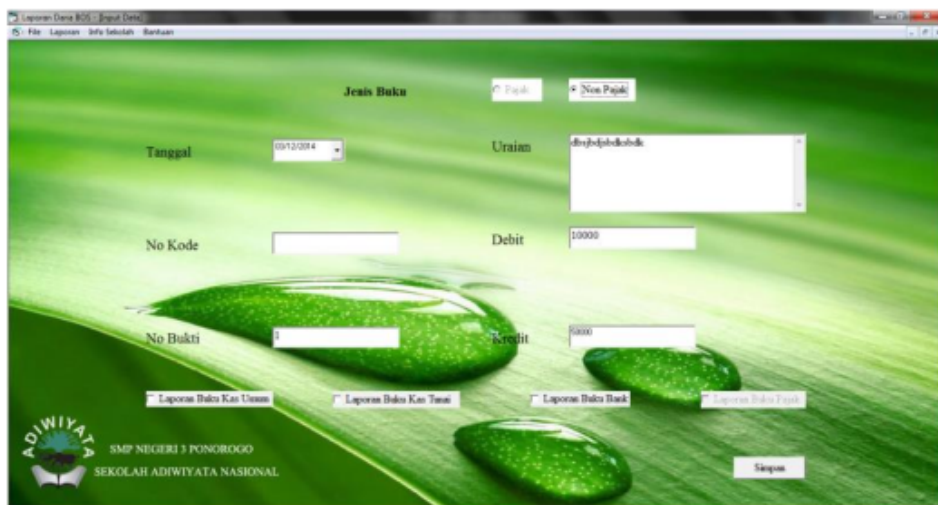 Laporan Dana BOS - [Input Data]
File Laporan Info Sekolah Bantuan
Jenis Buku Pajak Non Pajak
Tanggal 03/12/2014 Uraian
No Kode Debit 10000
No Bukti 1 Kredit 50000
Laporan Buku Kas Umum Laporan Buku Kas Tunai Laporan Buku Bank Laporan Buku Pajak
ADIWIYATA
SMP NEGERI 3 PONOROGO
SEKOLAH ADIWIYATA NASIONAL
Simpan